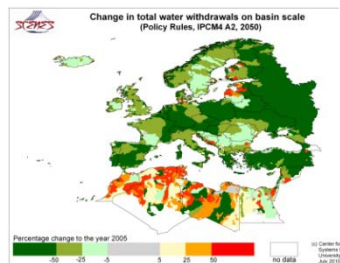 SCENES
Change in total water withdrawals on basin scale
(Policy Rules, IPCM4 A2, 2050)
Percentage change to the year 2005
-50 -25 -5 5 25 50
no data
(c) Center for
Systems
University
July 201